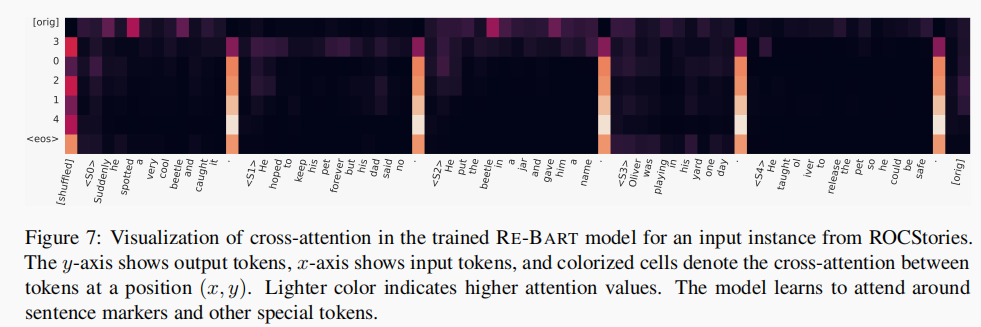 [orig]
3
0
2
1
4
<eos>
[shuffled] <S0> Suddenly he spotted a very cool beetle and caught it . <S1> He hoped to keep his pet forever but his dad said no . <S2> He put the beetle in a jar and gave him a name . <S3> Oliver was playing in his yard one day . <S4> He taught ol iver to release the pet so he could be safe . [orig]
Figure 7: Visualization of cross-attention in the trained RE-BART model for an input instance from ROCStories.
The y-axis shows output tokens, x-axis shows input tokens, and colorized cells denote the cross-attention between
tokens at a position (x, y). Lighter color indicates higher attention values. The model learns to attend around
sentence markers and other special tokens.